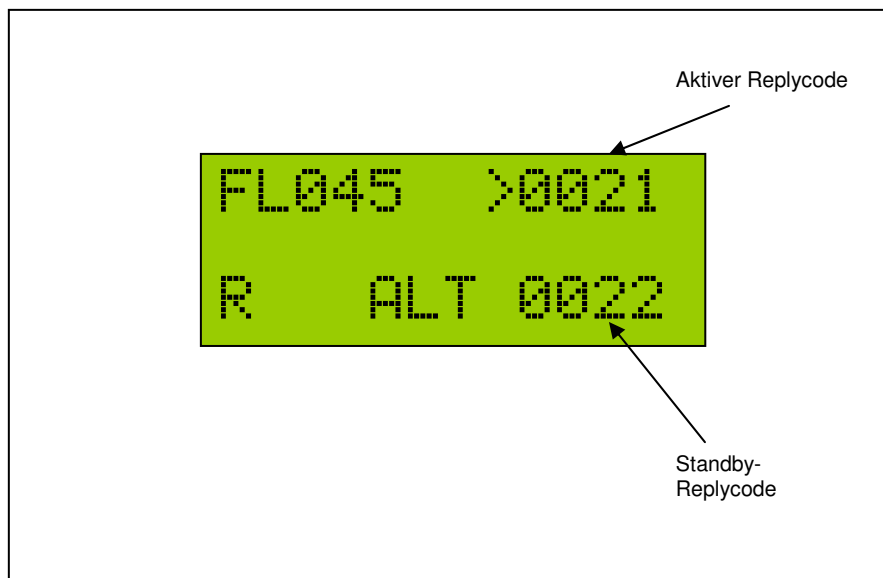 Aktiver Replycode
FL045 >0021
R ALT 0022
Standby-
Replycode